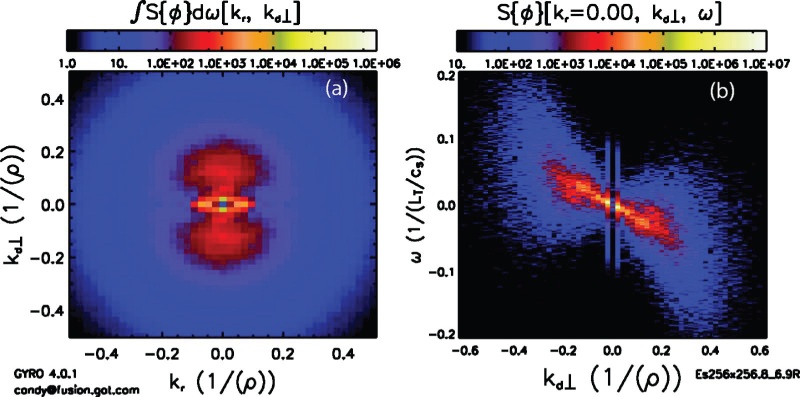 ∫S{ϕ}dω[kr, kd⊥]
S{ϕ}[kr=0.00, kd⊥, ω]
1.0 10. 1.0E+02 1.0E+03 1.0E+04 1.0E+05 1.0E+06
10. 1.0E+02 1.0E+03 1.0E+04 1.0E+05 1.0E+06 1.0E+07
(a)
0.4
0.2
0.0
-0.2
-0.4
kd⊥ (1/(ρ))
-0.4 -0.2 0.0 0.2 0.4
kr (1/(ρ))
GYRO 4.0.1
candy@fusion.gat.com
(b)
0.2
0.1
0.0
-0.1
-0.2
ω (1/(LT/cs))
-0.6 -0.4 -0.2 0.0 0.2 0.4 0.6
kd⊥ (1/(ρ))
Es256x256.8_6.9R